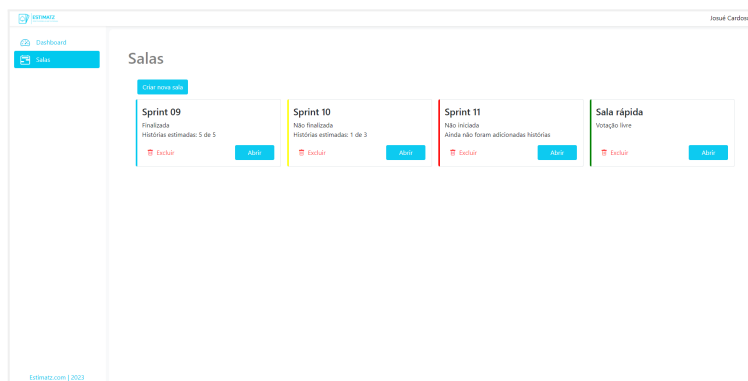 ESTIMATZ
Josué Cardoso
Dashboard
Salas
Salas
Criar nova sala
Sprint 09
Finalizada
Histórias estimadas: 5 de 5
Excluir
Abrir
Sprint 10
Não finalizada
Histórias estimadas: 1 de 3
Excluir
Abrir
Sprint 11
Não iniciada
Ainda não foram adicionadas histórias
Excluir
Abrir
Sala rápida
Votação livre
Excluir
Abrir
Estimatz.com | 2023